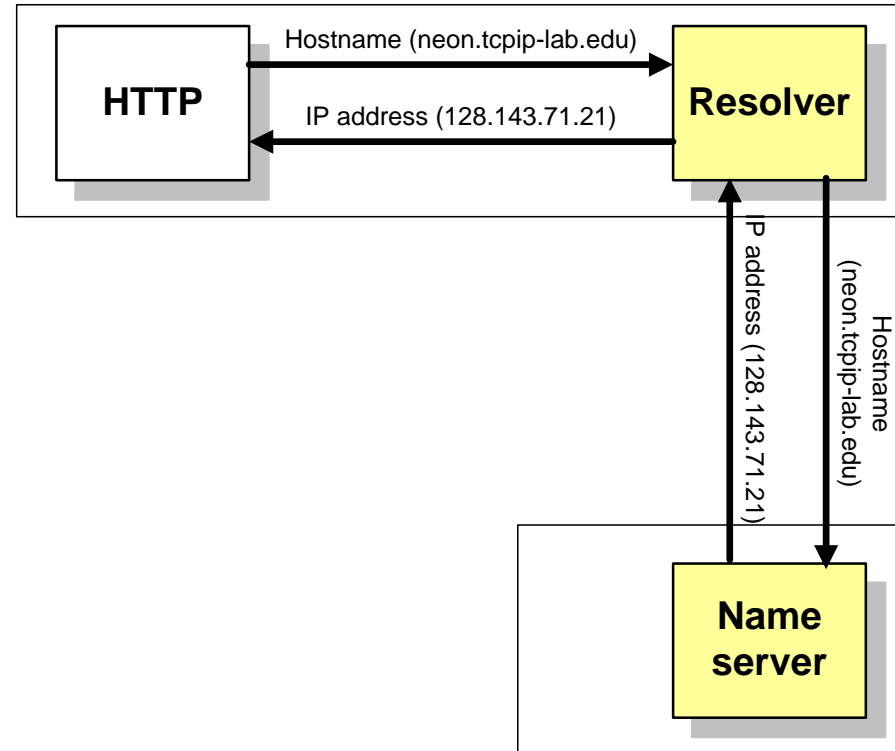 Hostname (neon.tcpip-lab.edu)
HTTP
Resolver
IP address (128.143.71.21)
IP address (128.143.71.21)
Hostname
(neon.tcpip-lab.edu)
Name
server